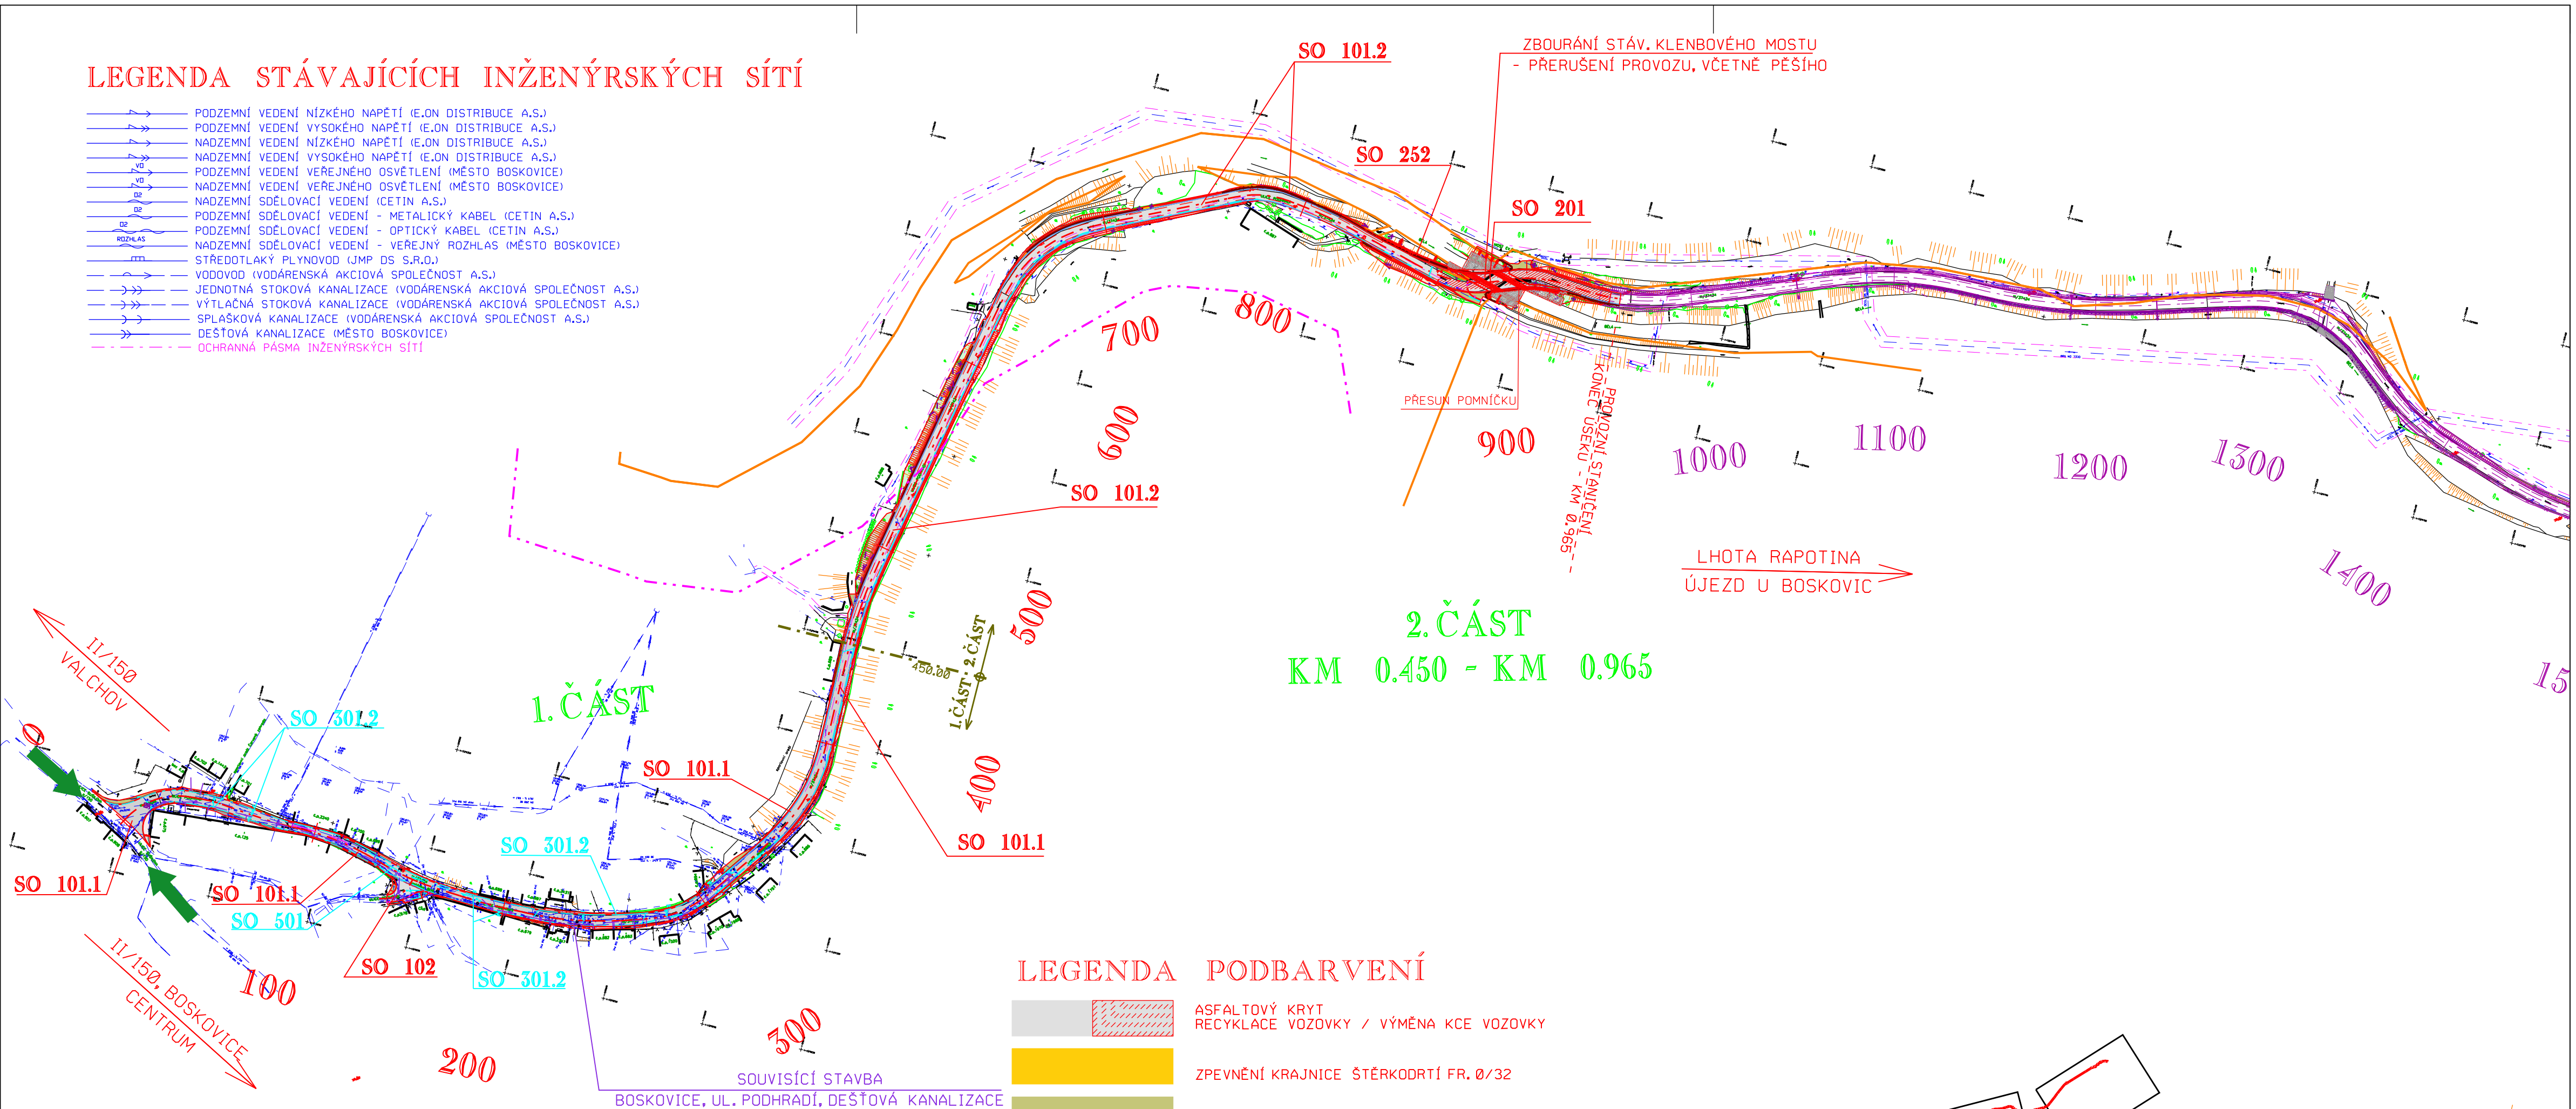 LEGENDA STÁVAJÍCÍCH INŽENÝRSKÝCH SÍTÍ
PODZEMNÍ VEDENÍ NÍZKÉHO NAPĚTÍ (E.ON DISTRIBUCE A.S.)
PODZEMNÍ VEDENÍ VYSOKÉHO NAPĚTÍ (E.ON DISTRIBUCE A.S.)
NADZEMNÍ VEDENÍ NÍZKÉHO NAPĚTÍ (E.ON DISTRIBUCE A.S.)
NADZEMNÍ VEDENÍ VYSOKÉHO NAPĚTÍ (E.ON DISTRIBUCE A.S.)
VO
PODZEMNÍ VEDENÍ VEŘEJNÉHO OSVĚTLENÍ (MĚSTO BOSKOVICE)
VO
NADZEMNÍ VEDENÍ VEŘEJNÉHO OSVĚTLENÍ (MĚSTO BOSKOVICE)
NADZEMNÍ SDĚLOVACÍ VEDENÍ (CETIN A.S.)
PODZEMNÍ SDĚLOVACÍ VEDENÍ - METALICKÝ KABEL (CETIN A.S.)
PODZEMNÍ SDĚLOVACÍ VEDENÍ - OPTICKÝ KABEL (CETIN A.S.)
ROZHLAS
NADZEMNÍ SDĚLOVACÍ VEDENÍ - VEŘEJNÝ ROZHLAS (MĚSTO BOSKOVICE)
STŘEDOTLAKÝ PLYNOVOD (JMP DS S.R.O.)
VODOVOD (VODÁRENSKÁ AKCIOVÁ SPOLEČNOST A.S.)
JEDNOTNÁ STOKOVÁ KANALIZACE (VODÁRENSKÁ AKCIOVÁ SPOLEČNOST A.S.)
VÝTLAČNÁ STOKOVÁ KANALIZACE (VODÁRENSKÁ AKCIOVÁ SPOLEČNOST A.S.)
SPLAŠKOVÁ KANALIZACE (VODÁRENSKÁ AKCIOVÁ SPOLEČNOST A.S.)
DEŠŤOVÁ KANALIZACE (MĚSTO BOSKOVICE)
OCHRANNÁ PÁSMA INŽENÝRSKÝCH SÍTÍ
SO 101.2
ZBOURÁNÍ STÁV. KLENBOVÉHO MOSTU
- PŘERUŠENÍ PROVOZU, VČETNĚ PĚŠÍHO
SO 252
SO 201
PŘESUN POMNÍČKU
PROVOZNÍ STANIČENÍ
KONEC ÚSEKU - KM 0.965
700
800
600
900
1000
1100
1200
1300
1400
15
SO 101.2
500
LHOTA RAPOTINA
ÚJEZD U BOSKOVIC
2. ČÁST
KM 0.450 - KM 0.965
450.00
1. ČÁST
2. ČÁST
II/150
VALCHOV
0
1. ČÁST
SO 301.2
SO 101.1
400
SO 101.1
SO 301.2
SO 101.1
SO 101.1
SO 501
SO 102
SO 301.2
II/150, BOSKOVICE
CENTRUM
100
200
300
SOUVISÍCÍ STAVBA
BOSKOVICE, UL. PODHRADÍ, DEŠŤOVÁ KANALIZACE
LEGENDA PODBARVENÍ
ASFALTOVÝ KRYT
RECYKLACE VOZOVKY / VÝMĚNA KCE VOZOVKY
ZPEVNĚNÍ KRAJNICE ŠTĚRKODRTÍ FR. 0/32